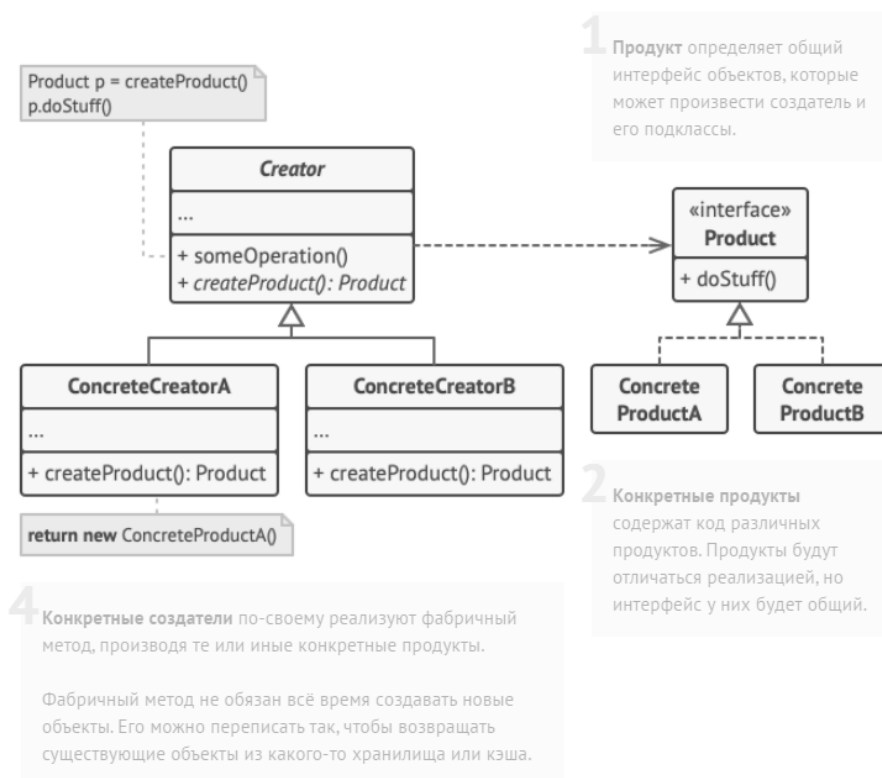 Product p = createProduct()
p.doStuff()
1
Продукт определяет общий
интерфейс объектов, которые
может произвести создатель и
его подклассы.
Creator
...
+ someOperation()
+ createProduct(): Product
«interface»
Product
+ doStuff()
ConcreteCreatorA
...
+ createProduct(): Product
ConcreteCreatorB
...
+ createProduct(): Product
Concrete
ProductA
Concrete
ProductB
return new ConcreteProductA()
2
Конкретные продукты
содержат код различных
продуктов. Продукты будут
отличаться реализацией, но
интерфейс у них будет общий.
4
Конкретные создатели по-своему реализуют фабричный
метод, производя те или иные конкретные продукты.
Фабричный метод не обязан всё время создавать новые
объекты. Его можно переписать так, чтобы возвращать
существующие объекты из какого-то хранилища или кэша.